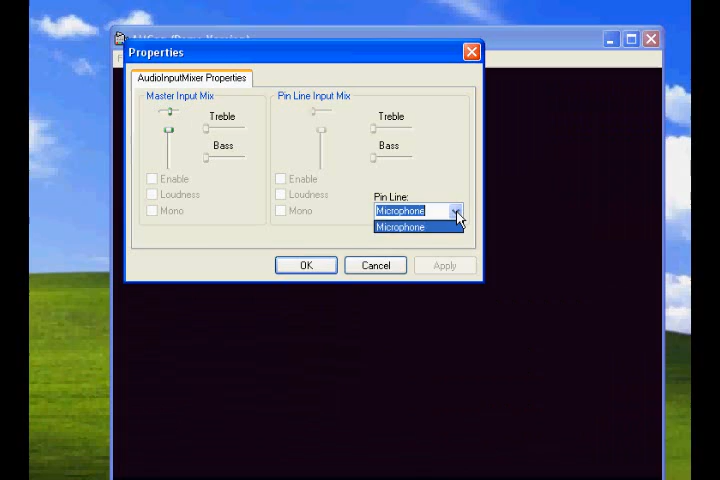 Properties
AudioInputMixer Properties
Master Input Mix
Treble
Bass
Enable
Loudness
Mono
Pin Line Input Mix
Treble
Bass
Enable
Loudness
Mono
Pin Line:
Microphone
Microphone
OK
Cancel
Apply